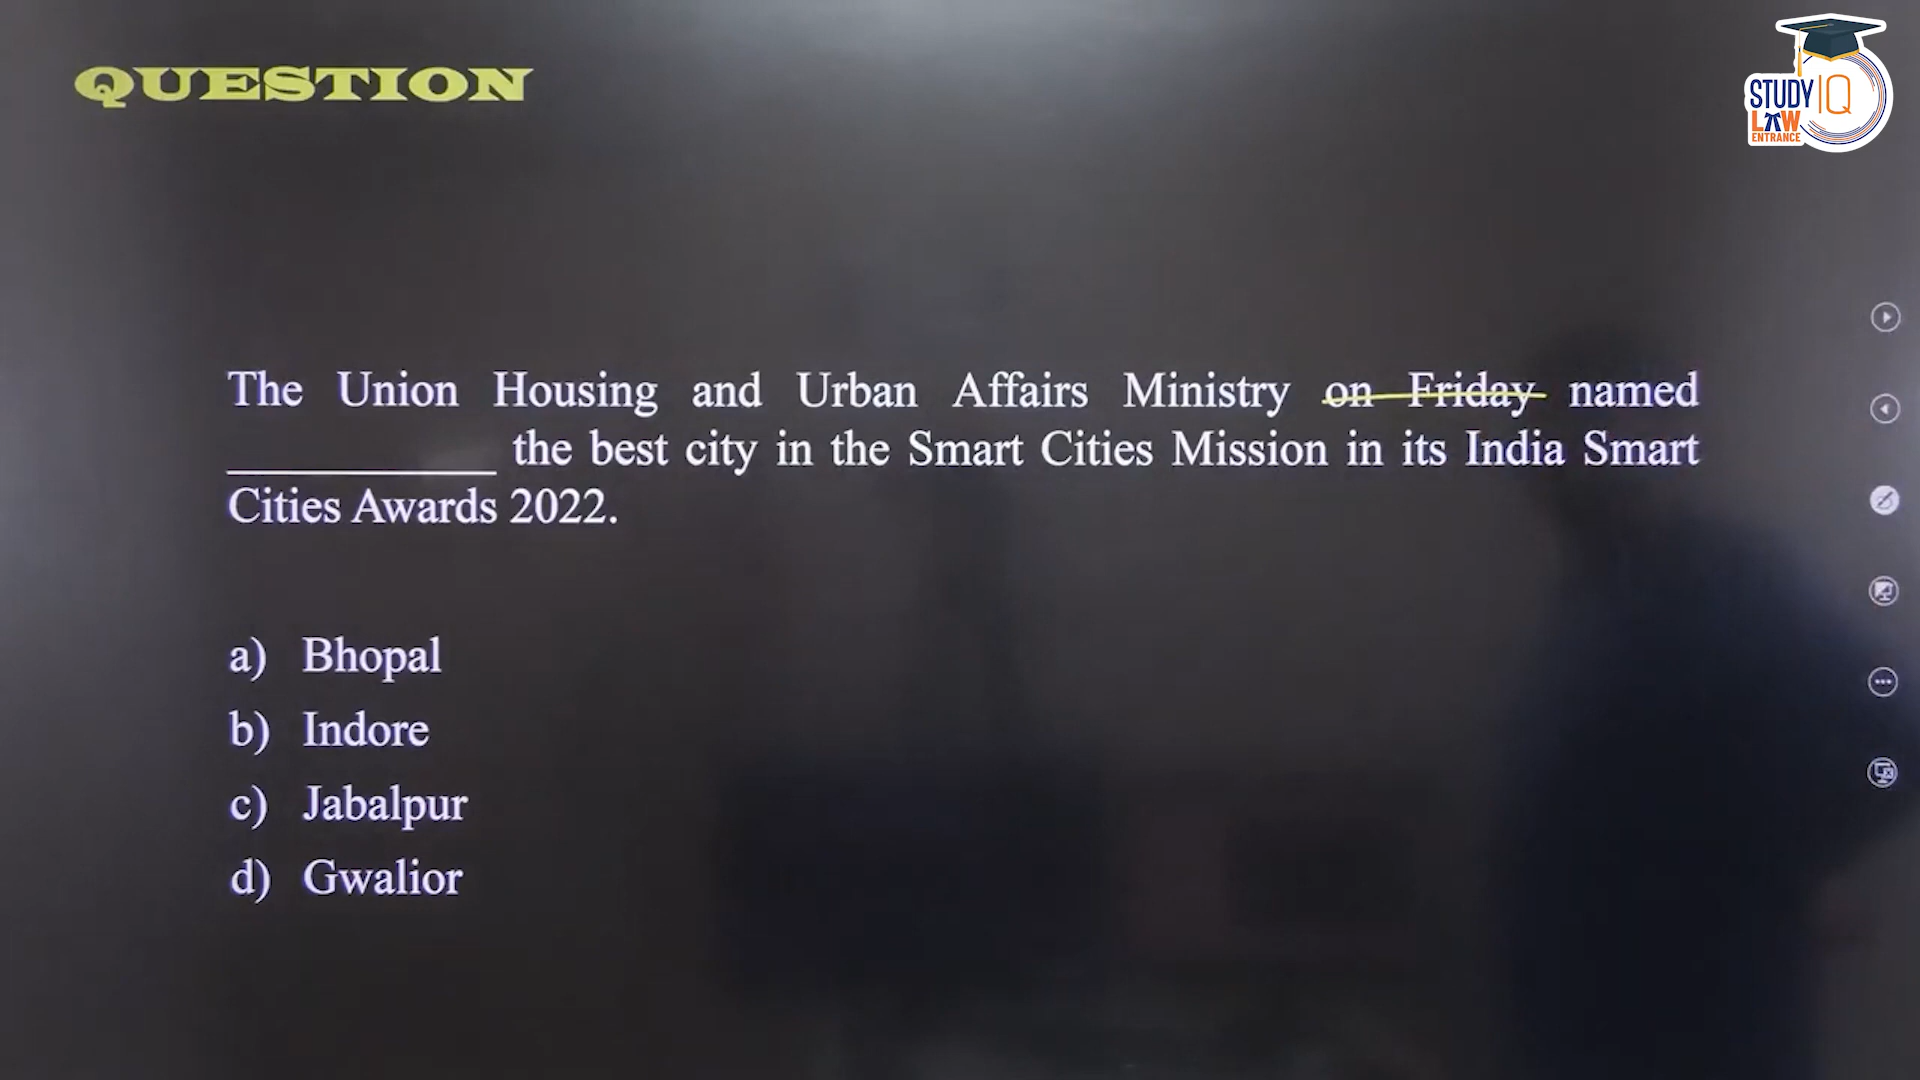 QUESTION
STUDY IQ
LAW
ENTRANCE
The Union Housing and Urban Affairs Ministry on Friday named
____________ the best city in the Smart Cities Mission in its India Smart
Cities Awards 2022.
a) Bhopal
b) Indore
c) Jabalpur
d) Gwalior